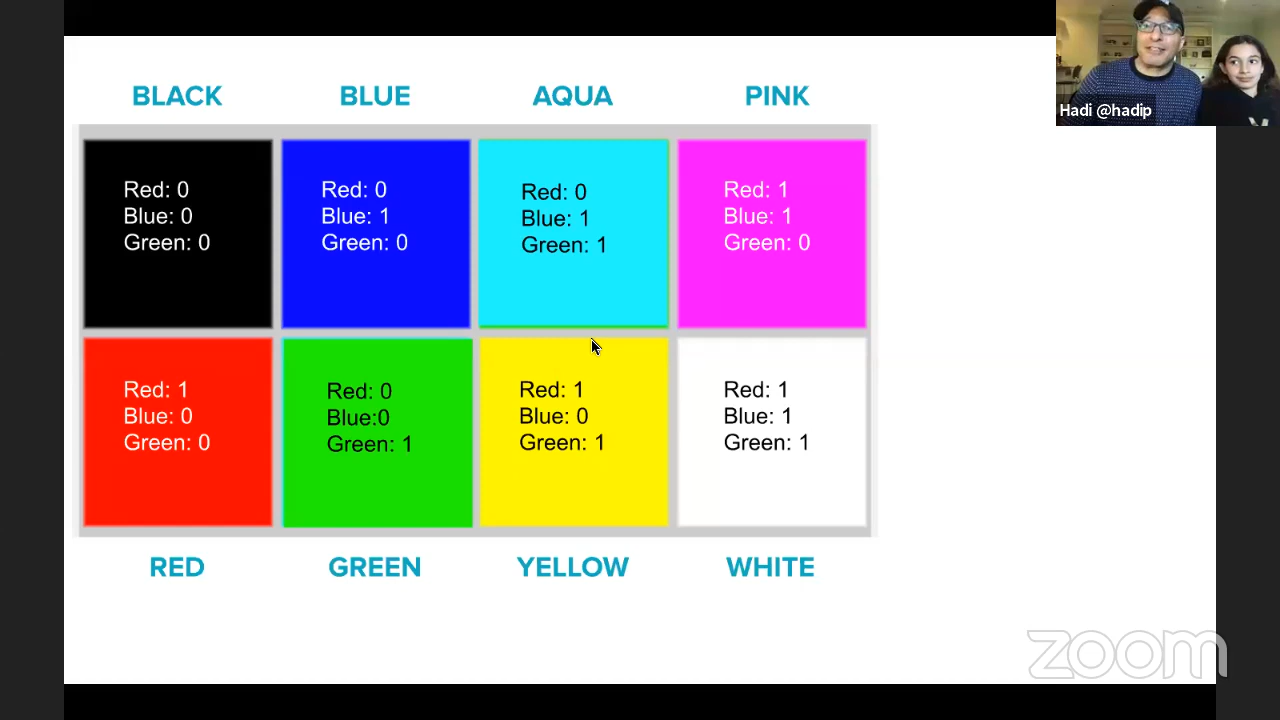 BLACK
BLUE
AQUA
PINK
Hadi @hadip
Red: 0
Blue: 0
Green: 0
Red: 0
Blue: 1
Green: 0
Red: 0
Blue: 1
Green: 1
Red: 1
Blue: 1
Green: 0
Red: 1
Blue: 0
Green: 0
Red: 0
Blue:0
Green: 1
Red: 1
Blue: 0
Green: 1
Red: 1
Blue: 1
Green: 1
RED
GREEN
YELLOW
WHITE
zoom